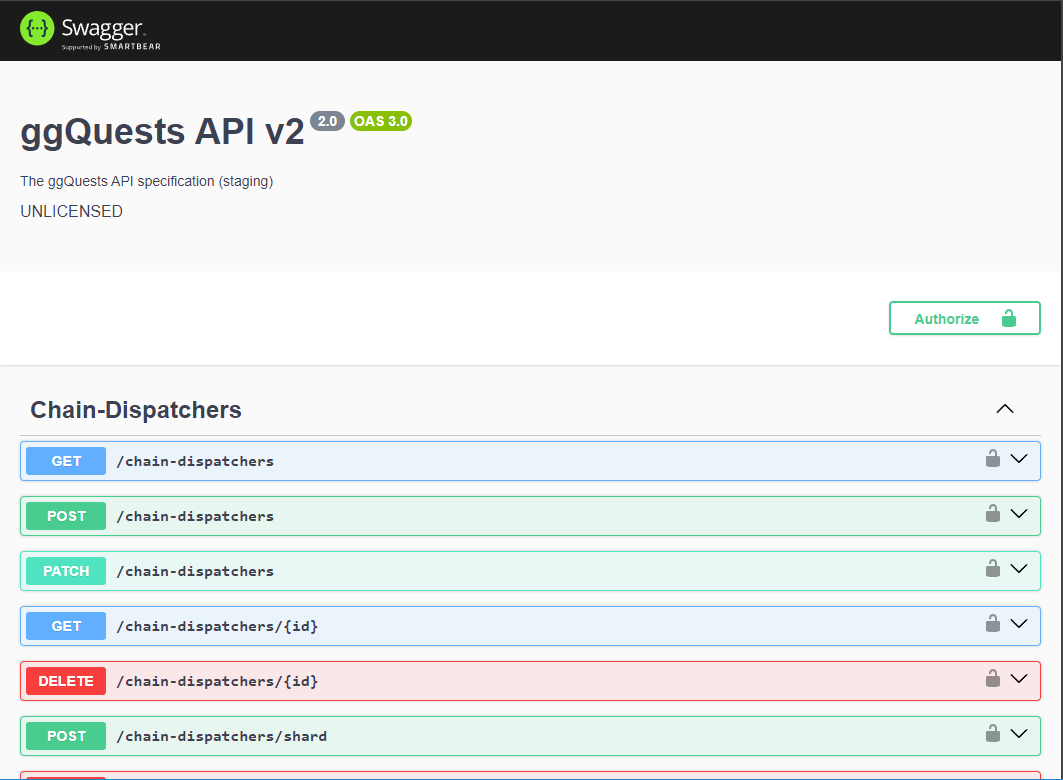 Swagger
Supported by SMARTBEAR
ggQuests API v2 2.0 OAS 3.0
The ggQuests API specification (staging)
UNLICENSED
Authorize
Chain-Dispatchers
GET /chain-dispatchers
POST /chain-dispatchers
PATCH /chain-dispatchers
GET /chain-dispatchers/{id}
DELETE /chain-dispatchers/{id}
POST /chain-dispatchers/shard